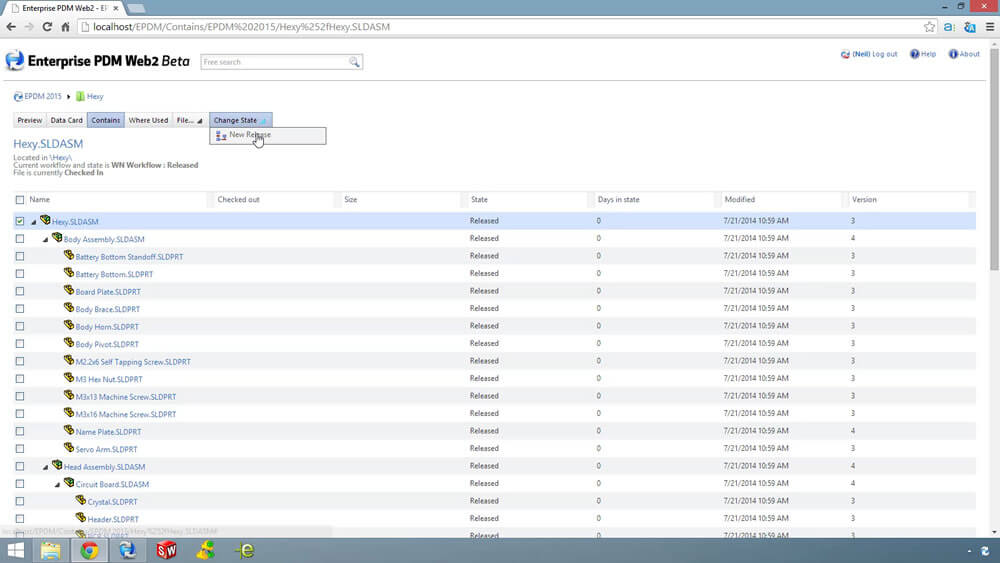 Enterprise PDM Web2 - EP
localhost/EPDM/Contains/EPDM%202015/Hexy%252fHexy.SLDASM
Enterprise PDM Web2 Beta
Free search
(Neil) Log out Help About
EPDM 2015 Hexy
Preview Data Card Contains Where Used File... Change State
New Release
Hexy.SLDASM
Located in \Hexy\
Current workflow and state is WN Workflow : Released
File is currently Checked In
Name Checked out Size State Days in state Modified Version
Hexy.SLDASM Released 0 7/21/2014 10:59 AM 3
Body Assembly.SLDASM Released 0 7/21/2014 10:59 AM 4
Battery Bottom Standoff.SLDPRT Released 0 7/21/2014 10:59 AM 3
Battery Bottom.SLDPRT Released 0 7/21/2014 10:59 AM 3
Board Plate.SLDPRT Released 0 7/21/2014 10:59 AM 3
Body Brace.SLDPRT Released 0 7/21/2014 10:59 AM 3
Body Horn.SLDPRT Released 0 7/21/2014 10:59 AM 3
Body Pivot.SLDPRT Released 0 7/21/2014 10:59 AM 3
M2.2x6 Self Tapping Screw.SLDPRT Released 0 7/21/2014 10:59 AM 3
M3 Hex Nut.SLDPRT Released 0 7/21/2014 10:59 AM 3
M3x13 Machine Screw.SLDPRT Released 0 7/21/2014 10:59 AM 3
M3x16 Machine Screw.SLDPRT Released 0 7/21/2014 10:59 AM 3
Name Plate.SLDPRT Released 0 7/21/2014 10:59 AM 4
Servo Arm.SLDPRT Released 0 7/21/2014 10:59 AM 3
Head Assembly.SLDASM Released 0 7/21/2014 10:59 AM 4
Circuit Board.SLDASM Released 0 7/21/2014 10:59 AM 4
Crystal.SLDPRT Released 0 7/21/2014 10:59 AM 3
Header.SLDPRT Released 0 7/21/2014 10:59 AM 3
Released 0 7/21/2014 10:59 AM 3